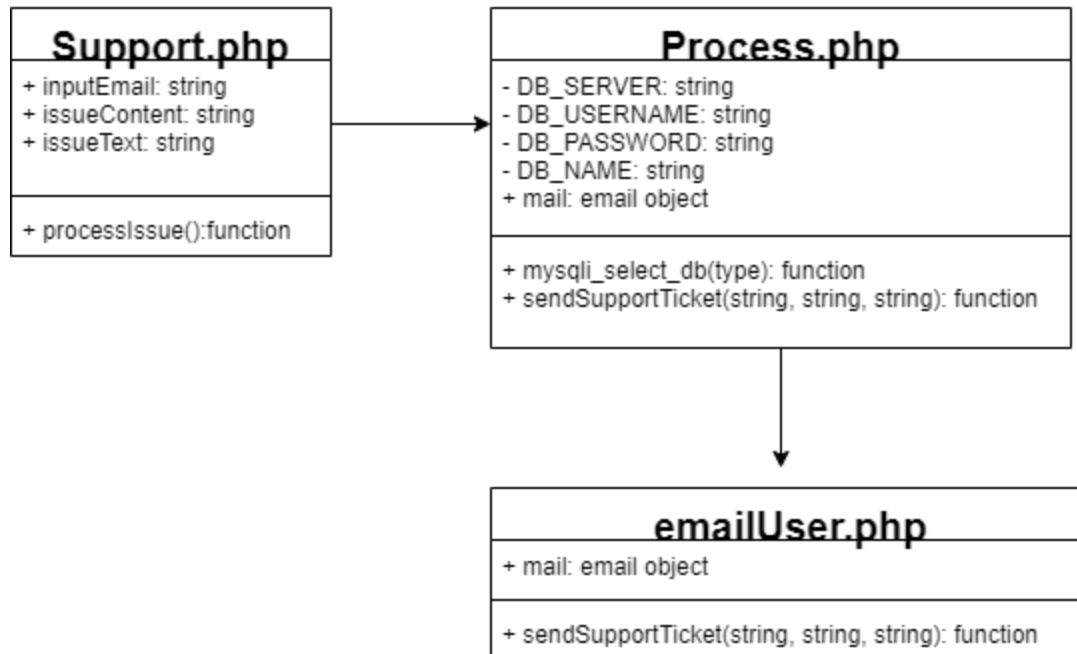 Support.php
+ inputEmail: string
+ issueContent: string
+ issueText: string
+ processIssue():function
Process.php
- DB_SERVER: string
- DB_USERNAME: string
- DB_PASSWORD: string
- DB_NAME: string
+ mail: email object
+ mysqli_select_db(type): function
+ sendSupportTicket(string, string, string): function
emailUser.php
+ mail: email object
+ sendSupportTicket(string, string, string): function